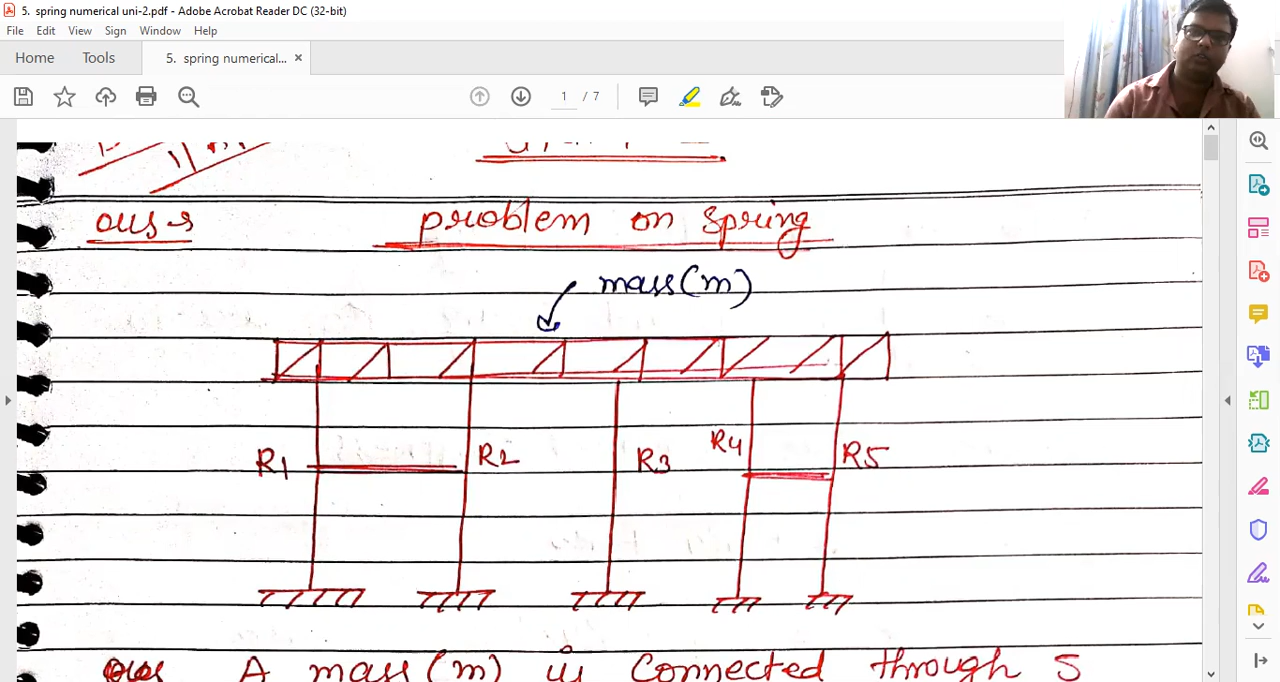 5. spring numerical uni-2.pdf - Adobe Acrobat Reader DC (32-bit)
File Edit View Sign Window Help
Home Tools 5. spring numerical... ×
1 / 7
problem on spring
mass(m)
R1 R2 R3 R4 R5
A mass(m) is connected through 5